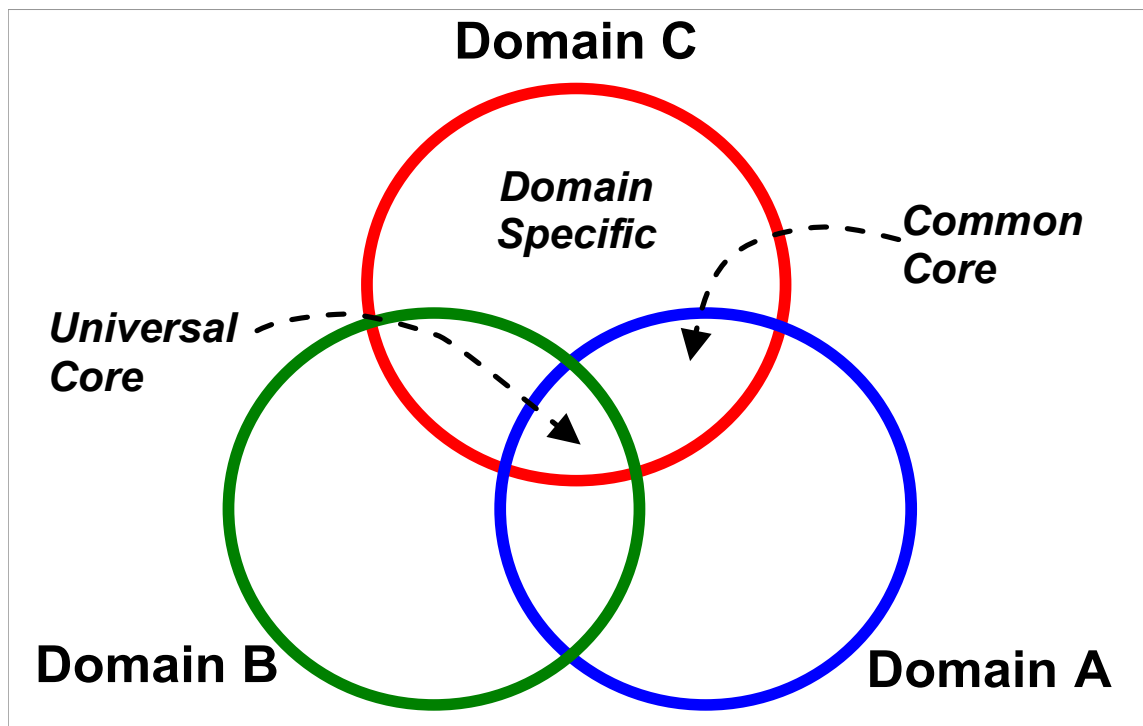 Domain C
Domain
Specific
Common
Core
Universal
Core
Domain B
Domain A